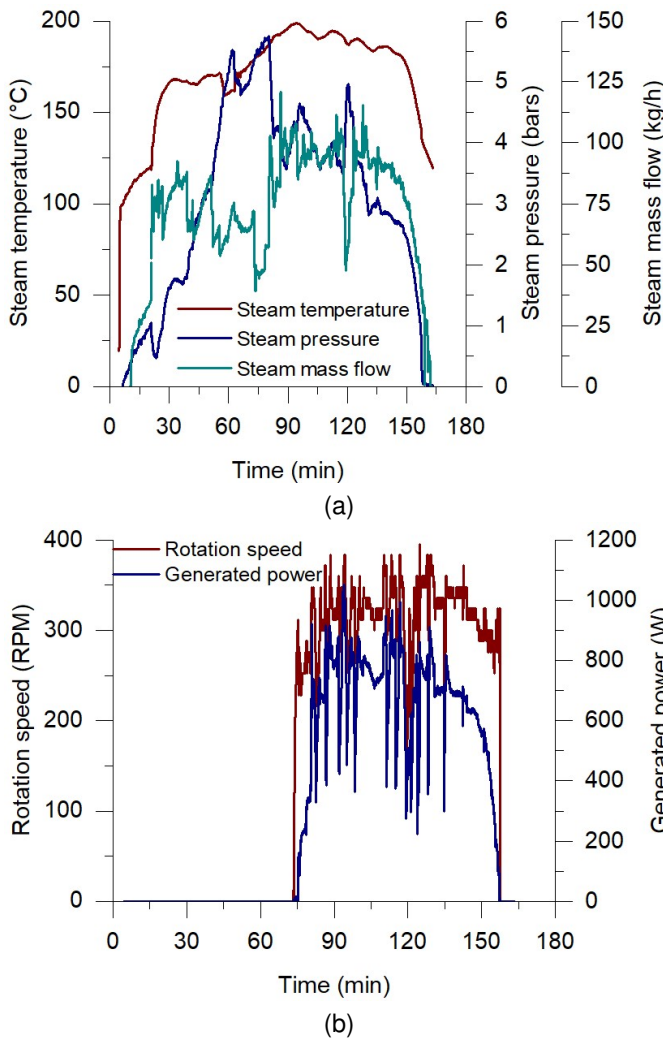 200
150
100
50
0
Steam temperature (°C)
6
5
4
3
2
1
0
Steam pressure (bars)
150
125
100
75
50
25
0
Steam mass flow (kg/h)
Steam temperature
Steam pressure
Steam mass flow
0 30 60 90 120 150 180
Time (min)
(a)
400
300
200
100
0
Rotation speed (RPM)
Rotation speed
Generated power
1200
1000
800
600
400
200
0
Generated power (W)
0 30 60 90 120 150 180
Time (min)
(b)